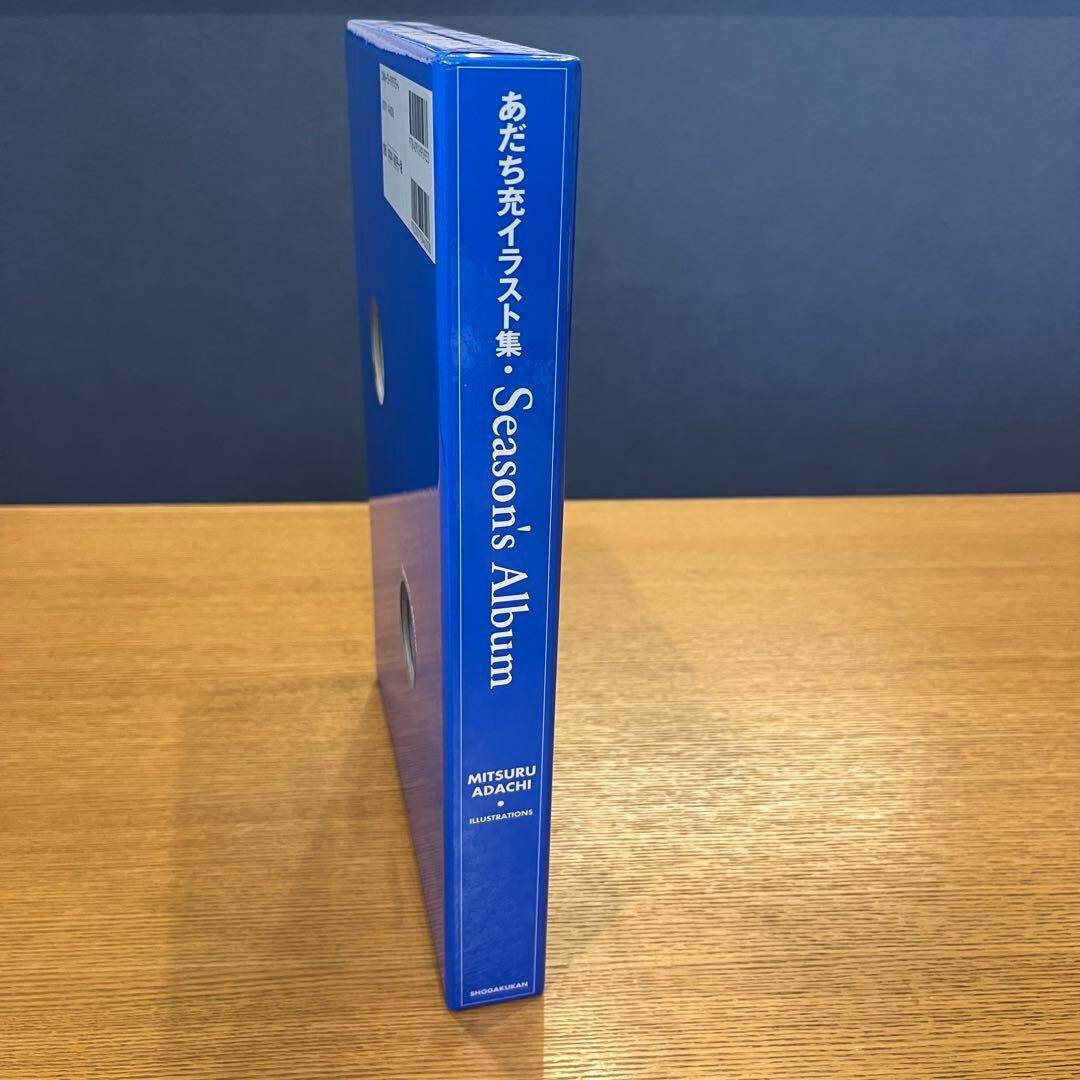 あだち充イラスト集・Season's Album
MITSURU
ADACHI
•
ILLUSTRATIONS
SHOGAKUKAN